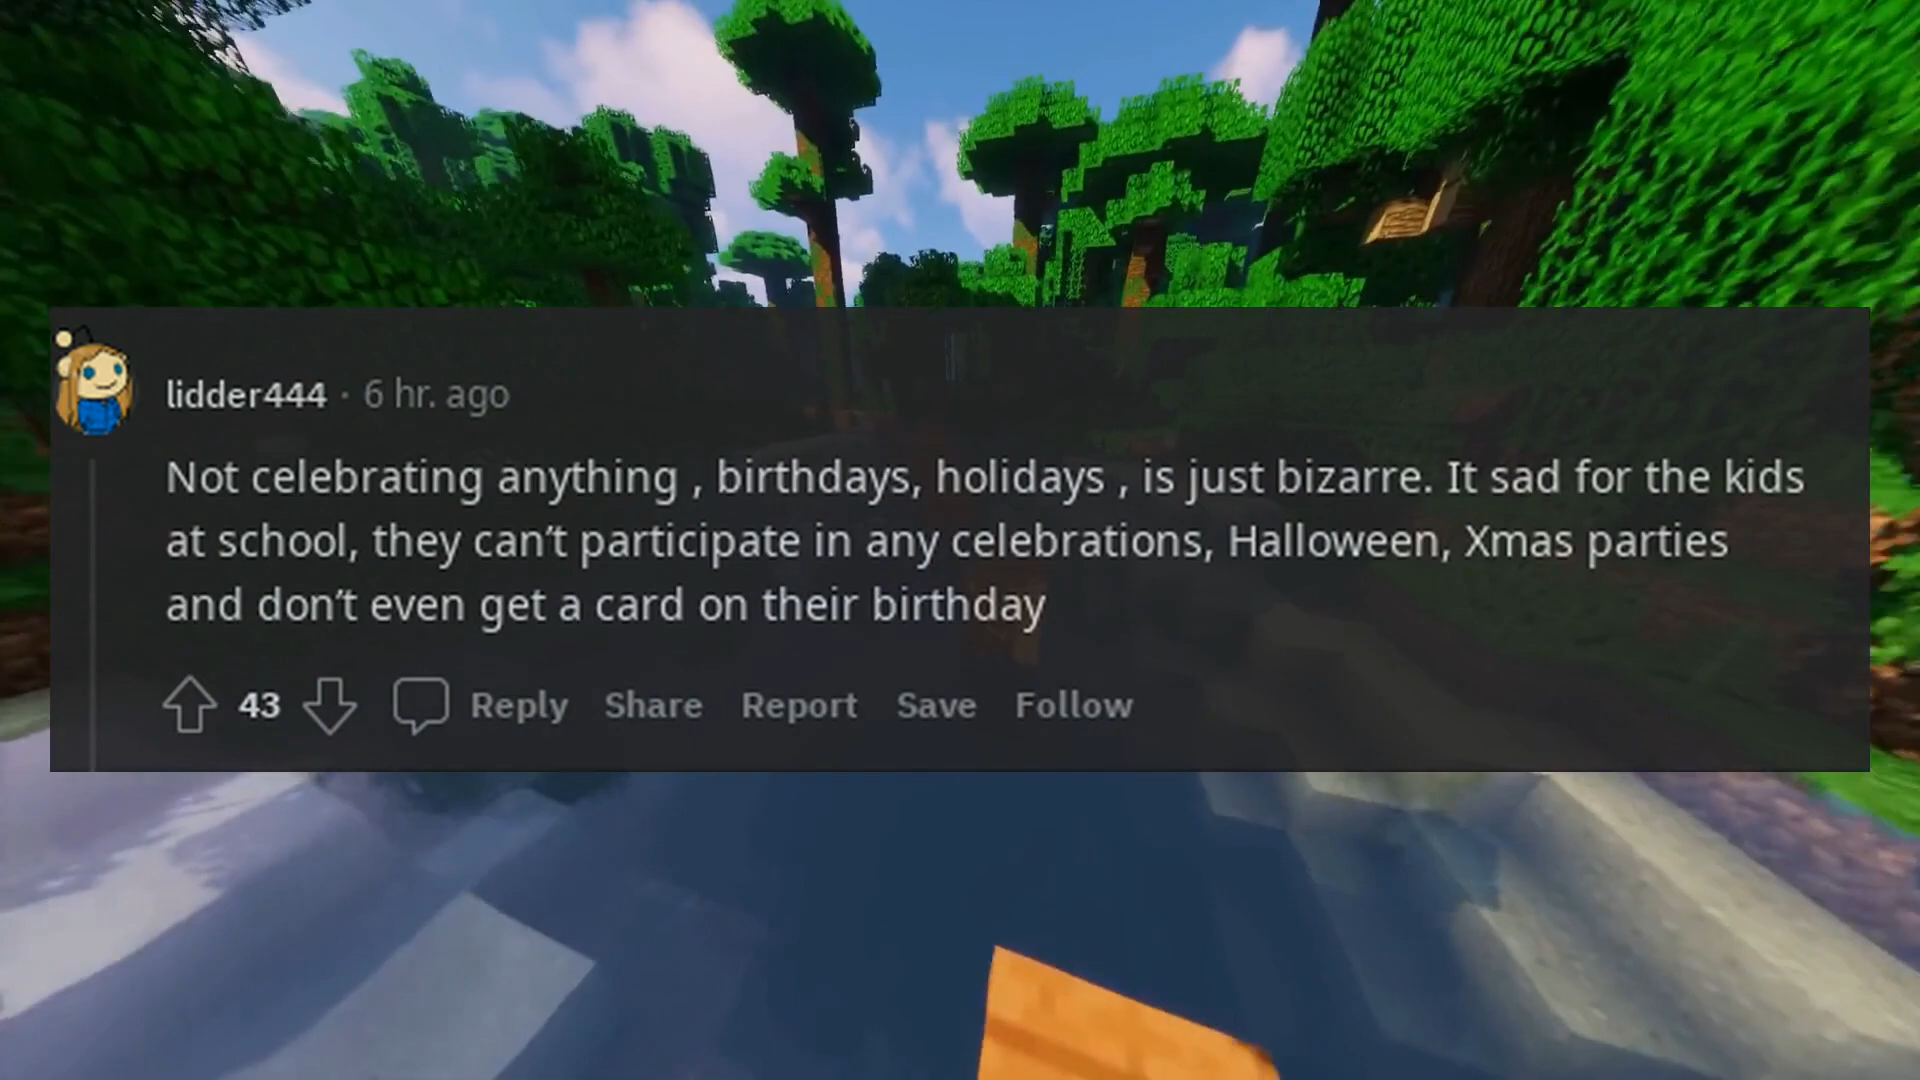 lidder444 · 6 hr. ago
Not celebrating anything , birthdays, holidays , is just bizarre. It sad for the kids
at school, they can’t participate in any celebrations, Halloween, Xmas parties
and don’t even get a card on their birthday
43 Reply Share Report Save Follow